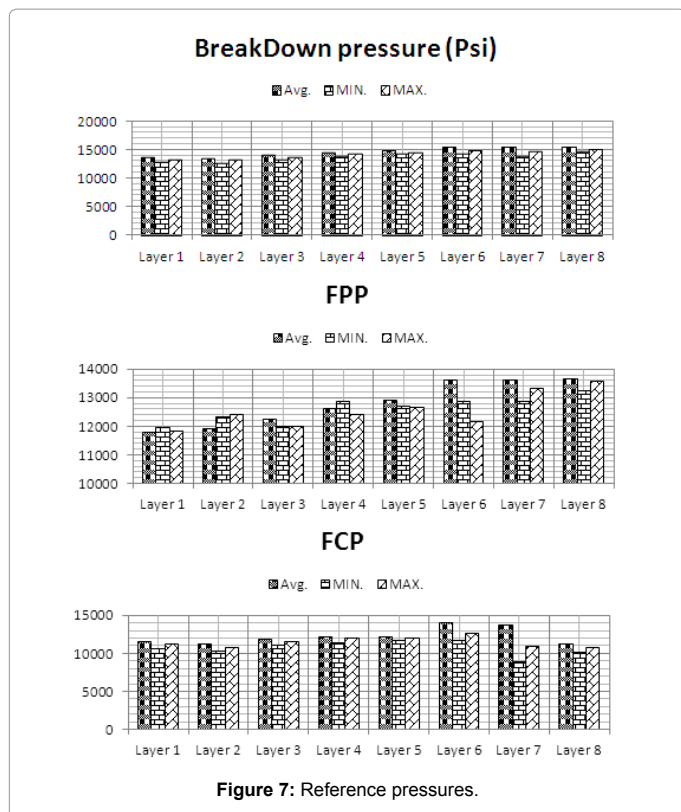 BreakDown pressure (Psi)
Avg. MIN. MAX.
20000
15000
10000
5000
0
Layer 1 Layer 2 Layer 3 Layer 4 Layer 5 Layer 6 Layer 7 Layer 8
FPP
Avg. MIN. MAX.
14000
13000
12000
11000
10000
Layer 1 Layer 2 Layer 3 Layer 4 Layer 5 Layer 6 Layer 7 Layer 8
FCP
Avg. MIN. MAX.
15000
10000
5000
0
Layer 1 Layer 2 Layer 3 Layer 4 Layer 5 Layer 6 Layer 7 Layer 8
Figure 7: Reference pressures.